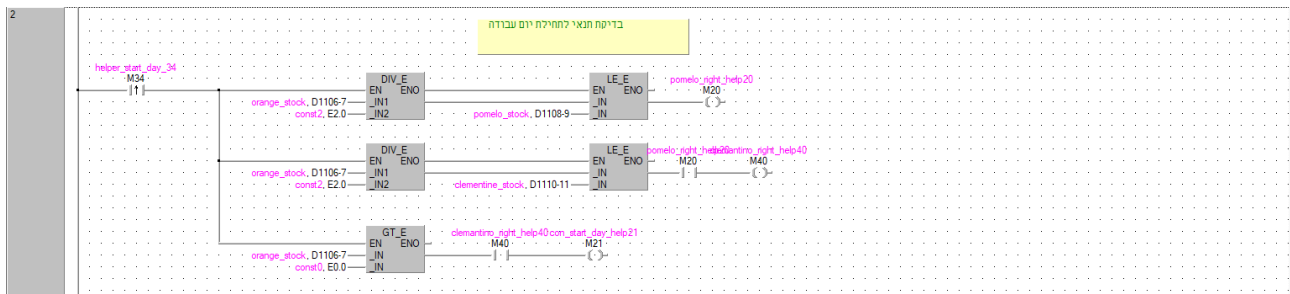 2
בדיקת תנאי לתחילת יום עבודה
helper_start_day_34
M34
DIV_E
EN ENO
orange_stock, D1106-7 _IN1
const2, E2.0 _IN2
LE_E
EN ENO
_IN
pomelo_stock, D1108-9 _IN
pomelo_right_help20
M20
DIV_E
EN ENO
orange_stock, D1106-7 _IN1
const2, E2.0 _IN2
LE_E
EN ENO
_IN
clementine_stock, D1110-11 _IN
pomelo_right_help20
M20
clemantino_right_help40
M40
GT_E
EN ENO
orange_stock, D1106-7 _IN
const0, E0.0 _IN
clemantino_right_help40 con_start_day_help21
M40 M21